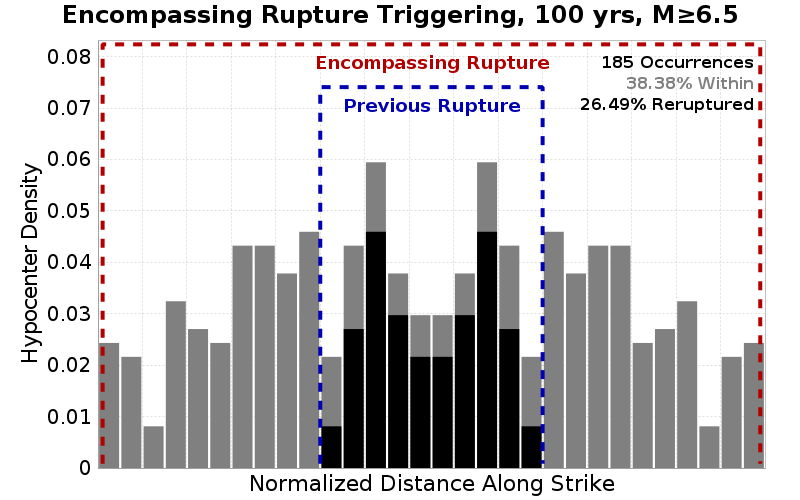 Encompassing Rupture Triggering, 100 yrs, M≥6.5
Encompassing Rupture
Previous Rupture
185 Occurrences
38.38% Within
26.49% Reruptured
Hypocenter Density
0.08
0.07
0.06
0.05
0.04
0.03
0.02
0.01
0
Normalized Distance Along Strike